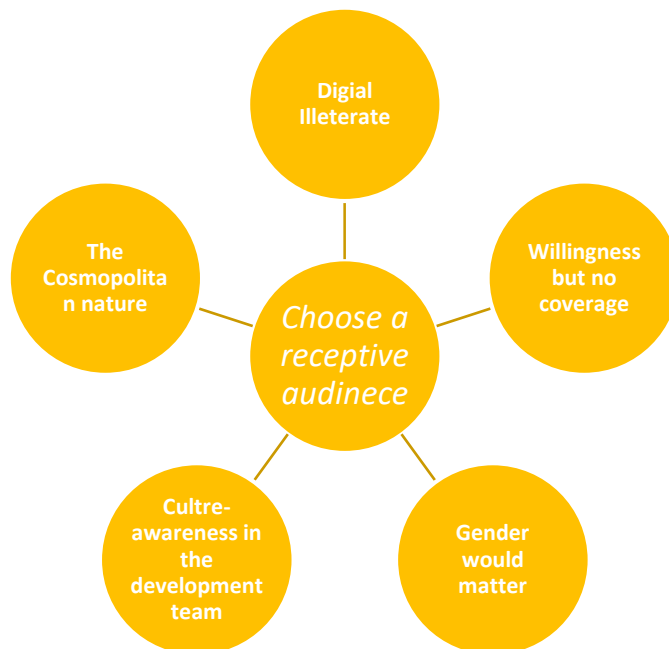 Digial
Illeterate
The
Cosmopolita
n nature
Willingness
but no
coverage
Choose a
receptive
audinece
Cultre-
awareness in
the
development
team
Gender
would
matter